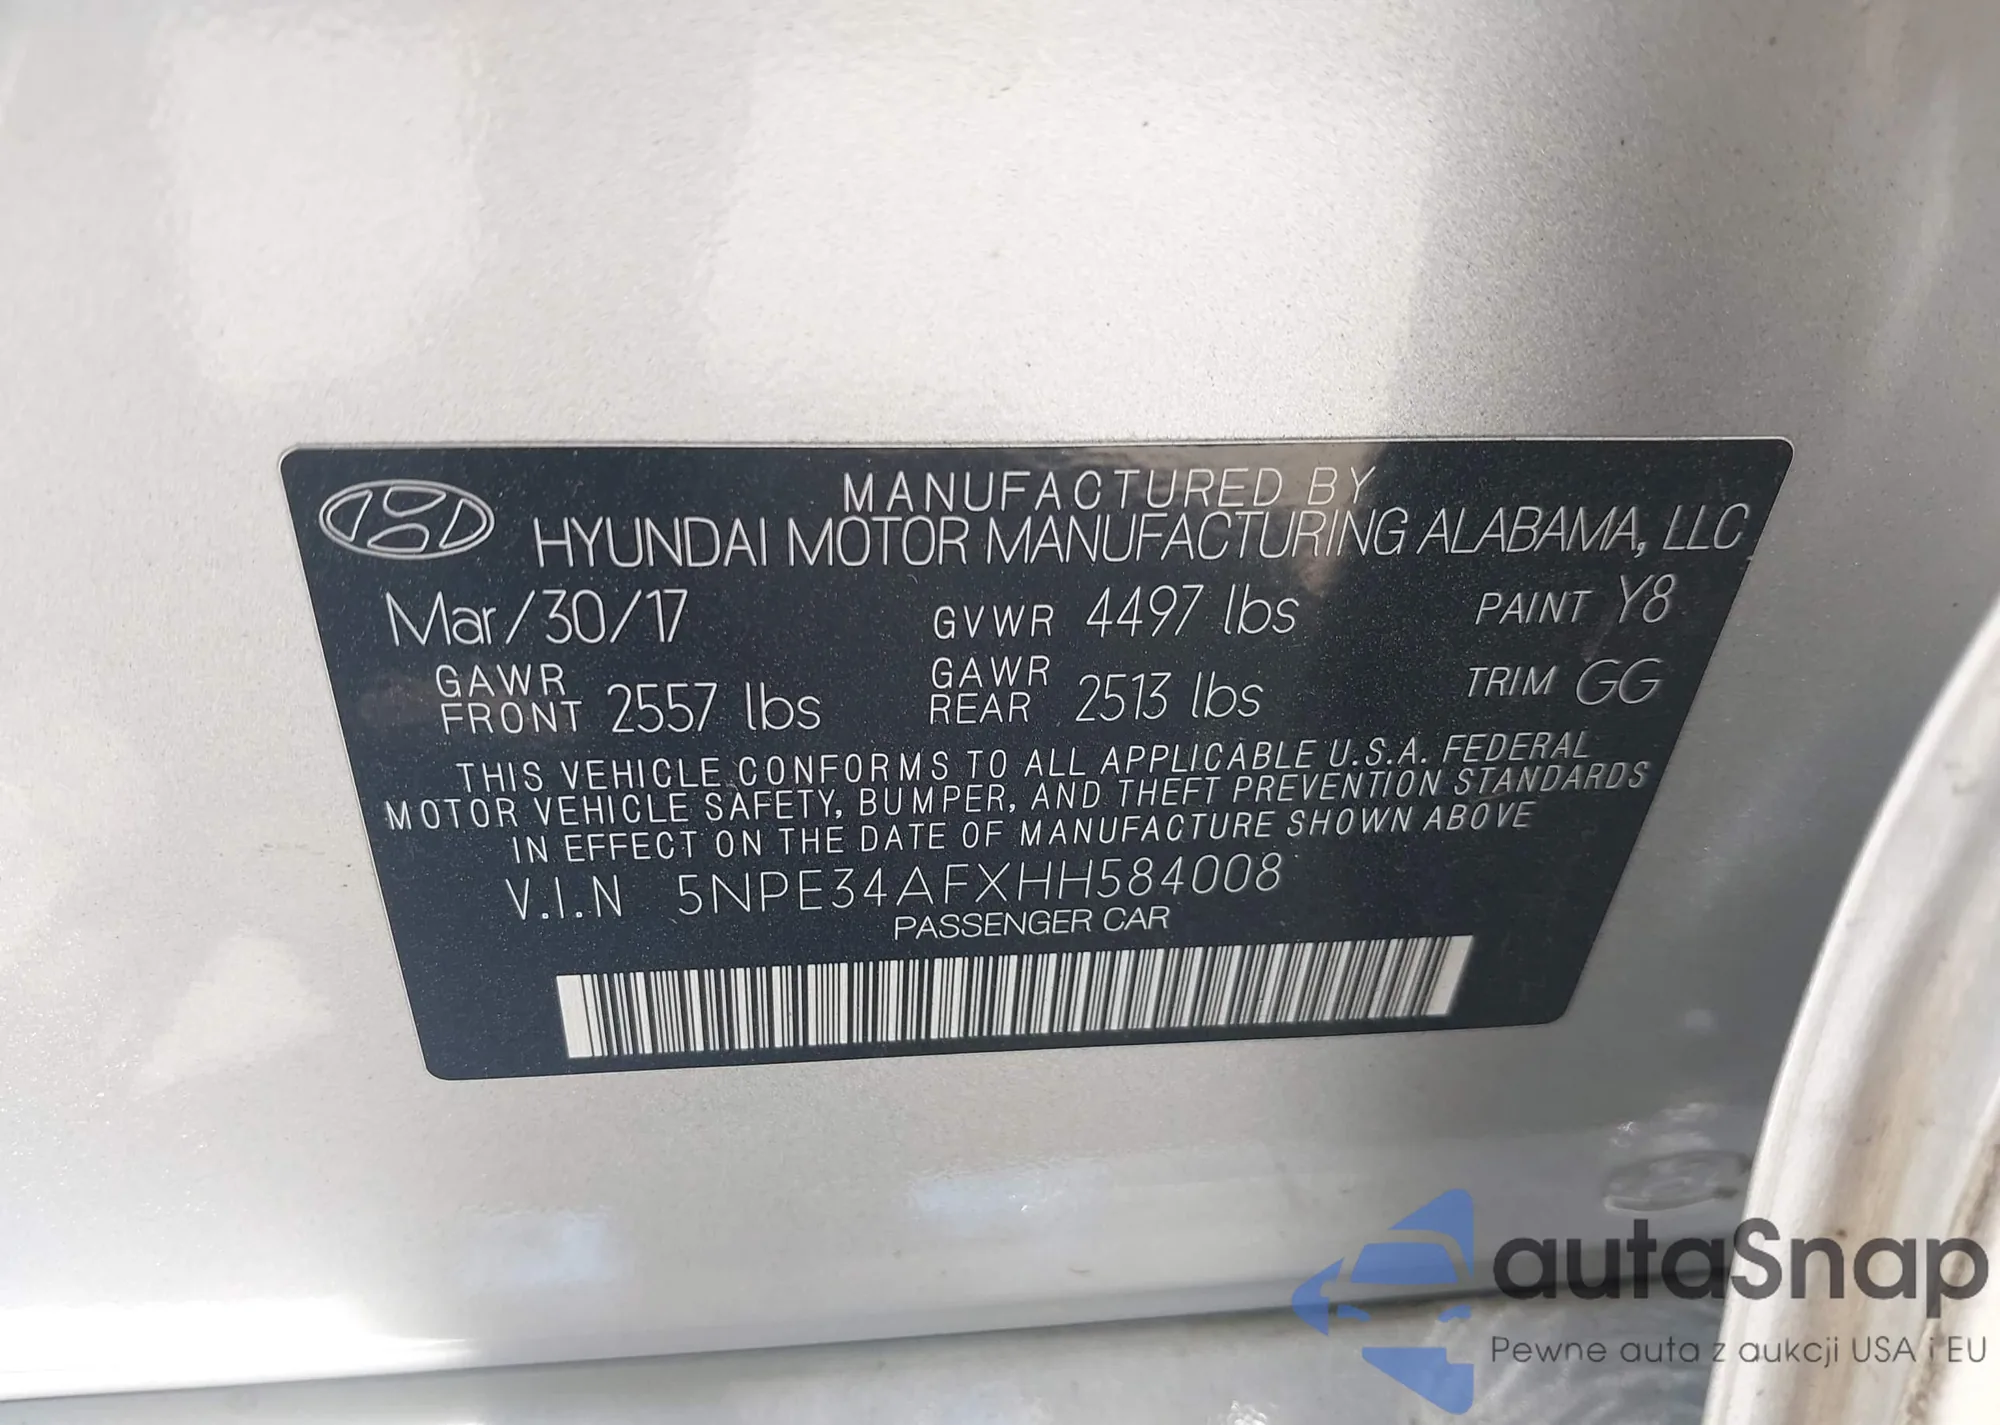 MANUFACTURED BY
HYUNDAI MOTOR MANUFACTURING ALABAMA, LLC
Mar/30/17 GVWR 4497 lbs PAINT Y8
GAWR FRONT 2557 lbs GAWR REAR 2513 lbs TRIM GG
THIS VEHICLE CONFORMS TO ALL APPLICABLE U.S.A. FEDERAL
MOTOR VEHICLE SAFETY, BUMPER, AND THEFT PREVENTION STANDARDS
IN EFFECT ON THE DATE OF MANUFACTURE SHOWN ABOVE
V.I.N 5NPE34AFXHH584008
PASSENGER CAR
autaSnap
Pewne auta z aukcji USA i EU